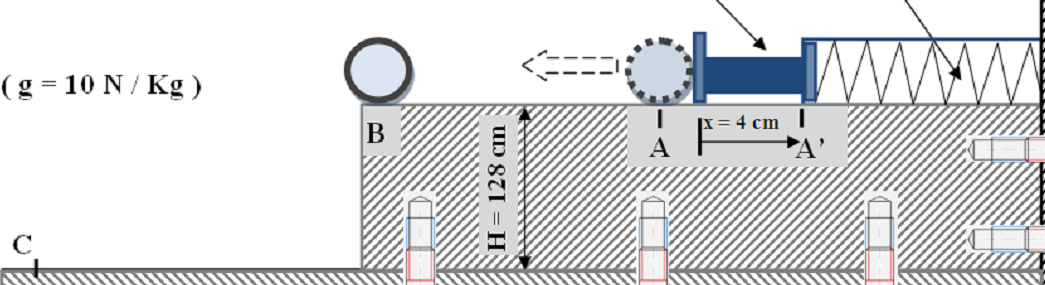 ( g = 10 N / Kg )
B
H = 128 cm
A
x = 4 cm
A’
C